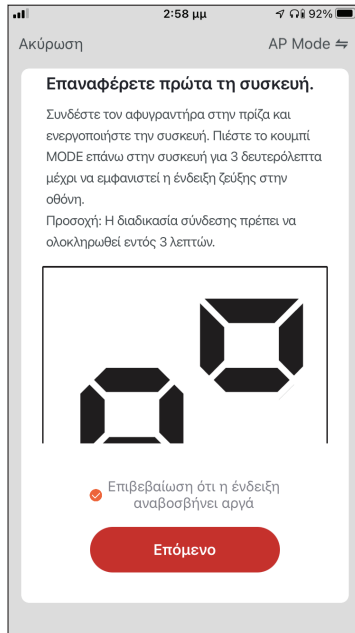 2:58 μμ
92%
Ακύρωση
AP Mode ⇋
Επαναφέρετε πρώτα τη συσκευή.
Συνδέστε τον αφυγραντήρα στην πρίζα και
ενεργοποιήστε την συσκευή. Πιέστε το κουμπί
MODE επάνω στην συσκευή για 3 δευτερόλεπτα
μέχρι να εμφανιστεί η ένδειξη ζεύξης στην
οθόνη.
Προσοχή: Η διαδικασία σύνδεσης πρέπει να
ολοκληρωθεί εντός 3 λεπτών.
Επιβεβαίωση ότι η ένδειξη
αναβοσβήνει αργά
Επόμενο